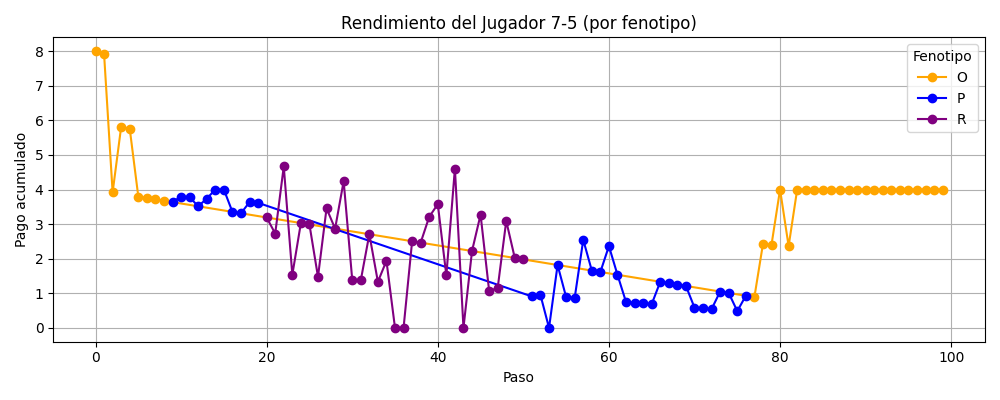 Rendimiento del Jugador 7-5 (por fenotipo)
Pago acumulado
8
7
6
5
4
3
2
1
0
Fenotipo
O
P
R
0 20 40 60 80 100
Paso